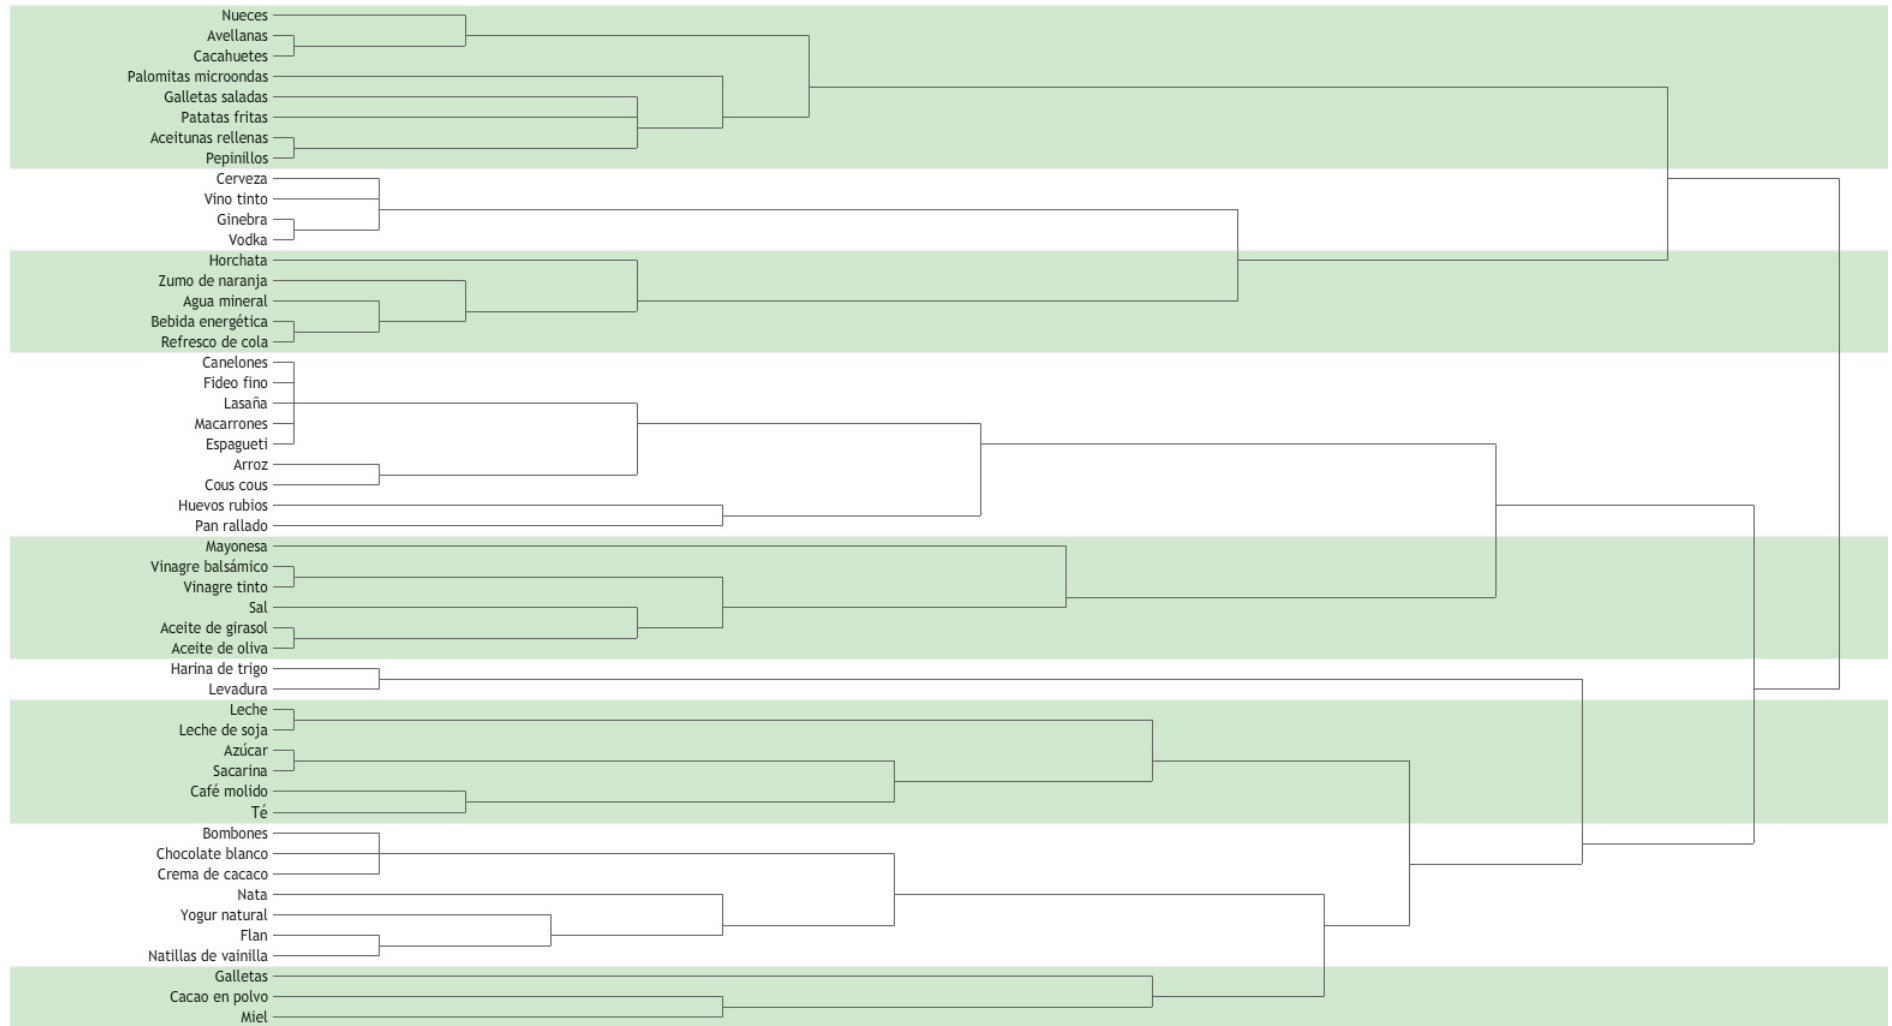 Nueces
Avellanas
Cacahuetes
Palomitas microondas
Galletas saladas
Patatas fritas
Aceitunas rellenas
Pepinillos
Cerveza
Vino tinto
Ginebra
Vodka
Horchata
Zumo de naranja
Agua mineral
Bebida energética
Refresco de cola
Canelones
Fideo fino
Lasaña
Macarrones
Espagueti
Arroz
Cous cous
Huevos rubios
Pan rallado
Mayonesa
Vinagre balsámico
Vinagre tinto
Sal
Aceite de girasol
Aceite de oliva
Harina de trigo
Levadura
Leche
Leche de soja
Azúcar
Sacarina
Café molido
Té
Bombones
Chocolate blanco
Crema de cacaco
Nata
Yogur natural
Flan
Natillas de vainilla
Galletas
Cacao en polvo
Miel